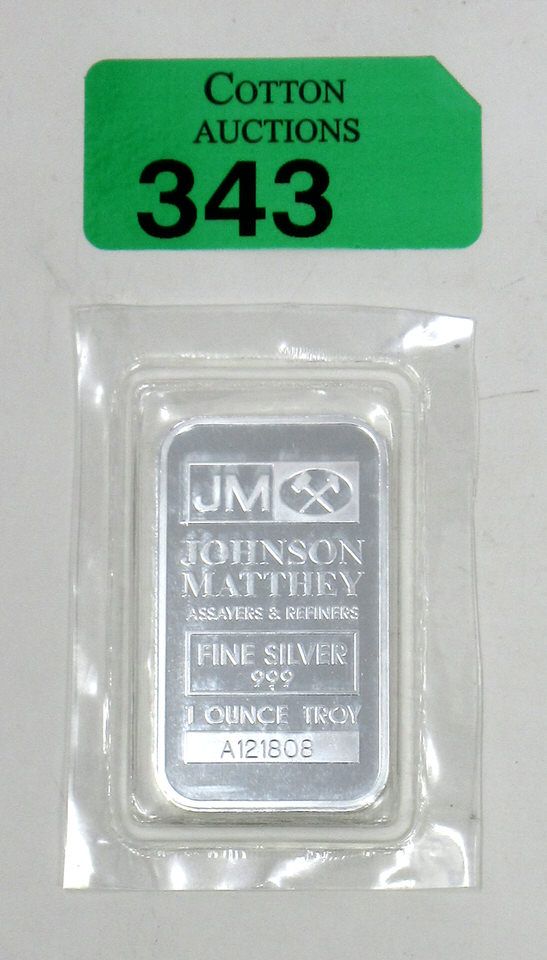 COTTON
AUCTIONS
343
JM
JOHNSON
MATTHEY
ASSAYERS & REFINERS
FINE SILVER
999
1 OUNCE TROY
A121808